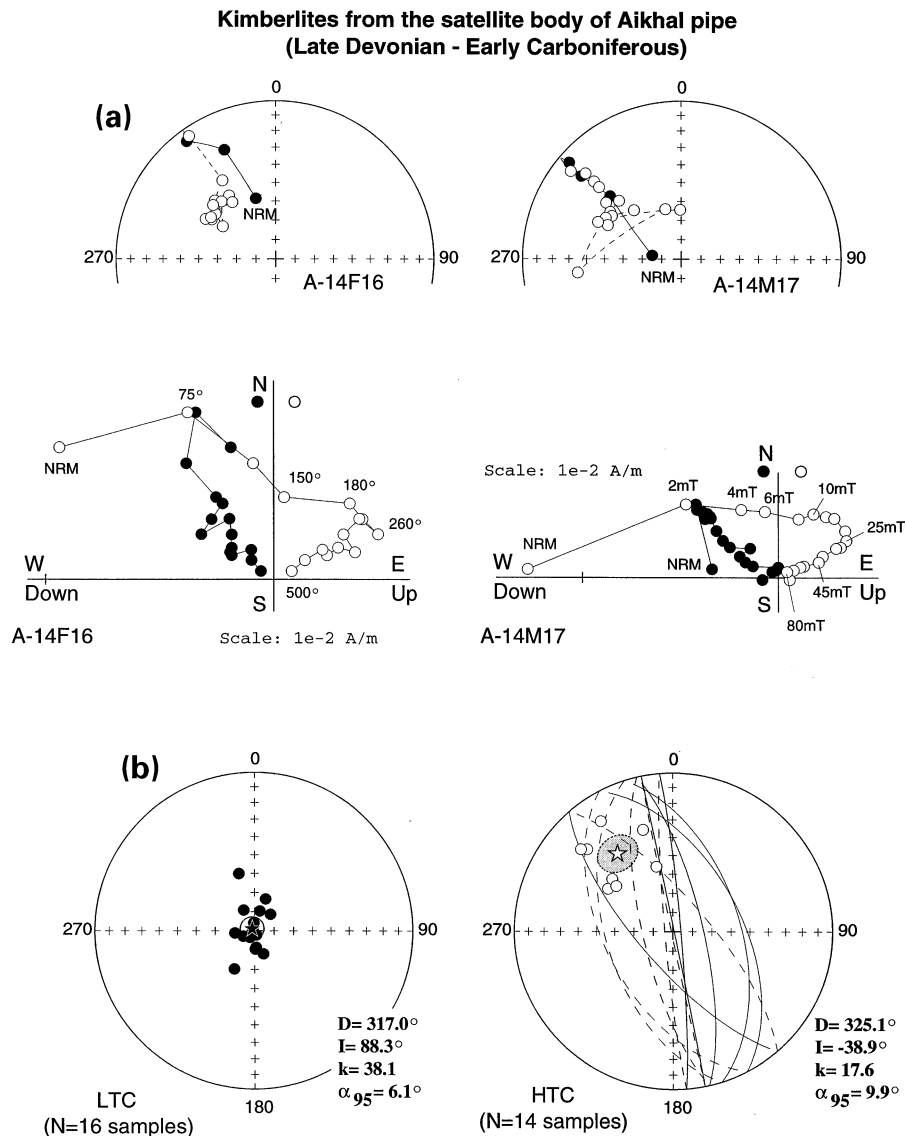 Kimberlites from the satellite body of Aikhal pipe
(Late Devonian - Early Carboniferous)
(a)
0
270
90
NRM
A-14F16
0
270
90
NRM
A-14M17
N
75°
NRM
150°
180°
260°
W
E
Down
S
500°
Up
A-14F16
Scale: 1e-2 A/m
N
Scale: 1e-2 A/m
2mT
4mT
6mT
10mT
NRM
25mT
W
NRM
E
Down
S
45mT
Up
A-14M17
80mT
(b)
0
270
90
180
D= 317.0°
I= 88.3°
k= 38.1
α95= 6.1°
LTC
(N=16 samples)
0
270
90
180
D= 325.1°
I= -38.9°
k= 17.6
α95= 9.9°
HTC
(N=14 samples)